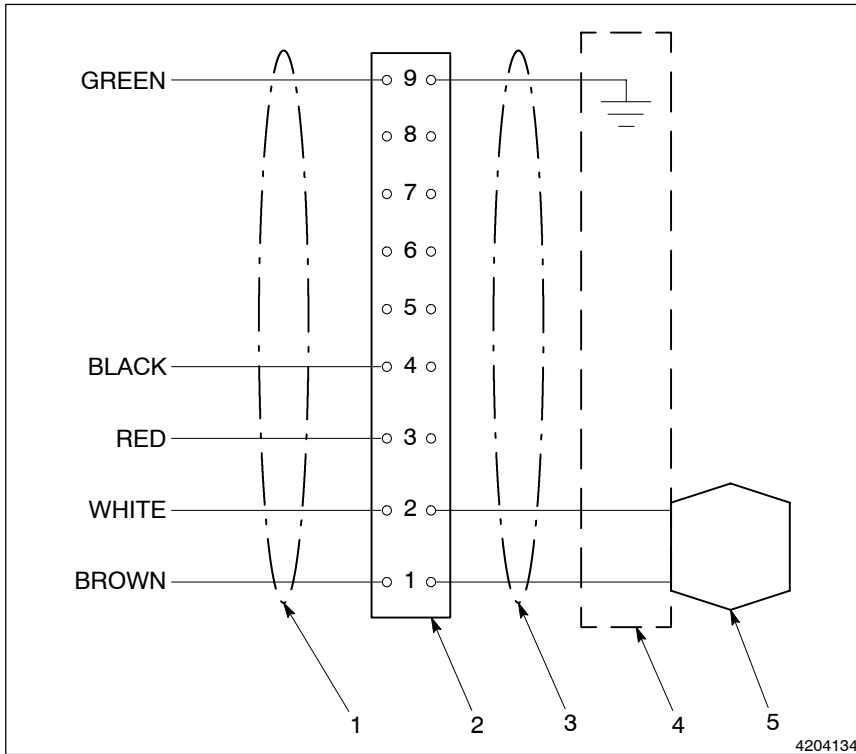 GREEN 9
8
7
6
5
BLACK 4
RED 3
WHITE 2
BROWN 1
1 2 3 4 5
4204134